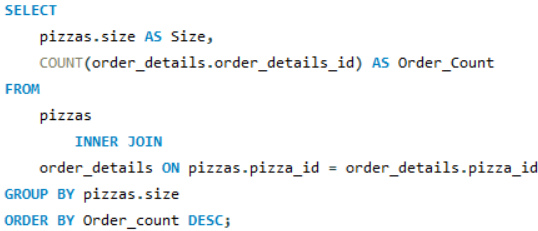 SELECT
pizzas.size AS Size,
COUNT(order_details.order_details_id) AS Order_Count
FROM
pizzas
INNER JOIN
order_details ON pizzas.pizza_id = order_details.pizza_id
GROUP BY pizzas.size
ORDER BY Order_count DESC;